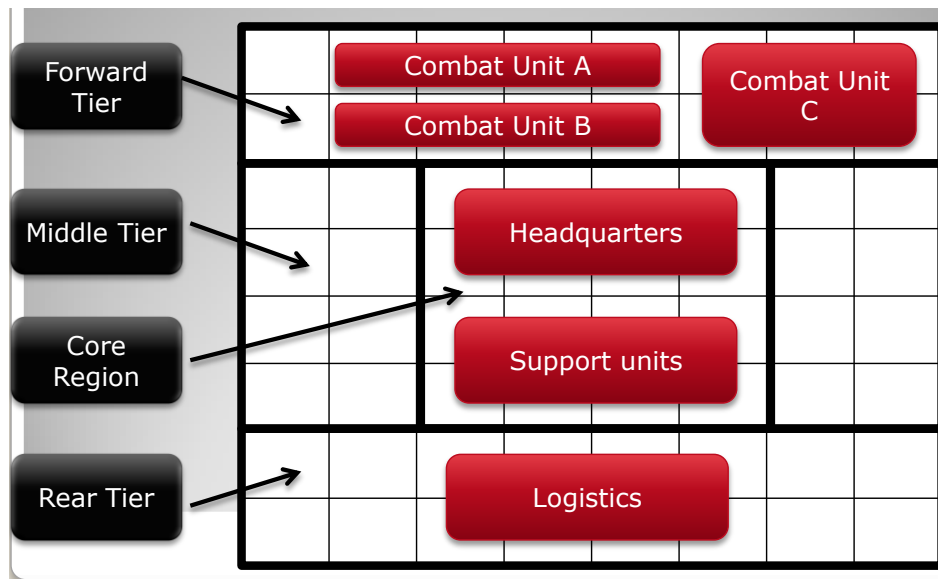 Forward
Tier
Combat Unit A
Combat Unit B
Combat Unit
C
Middle Tier
Headquarters
Core
Region
Support units
Rear Tier
Logistics